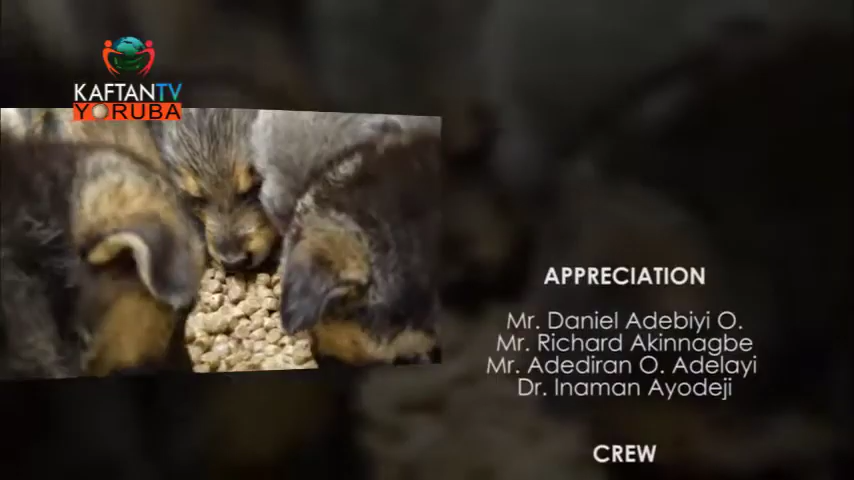 KAFTANTV
YORUBA
APPRECIATION
Mr. Daniel Adebiyi O.
Mr. Richard Akinnagbe
Mr. Adediran O. Adelayi
Dr. Inaman Ayodeji
CREW